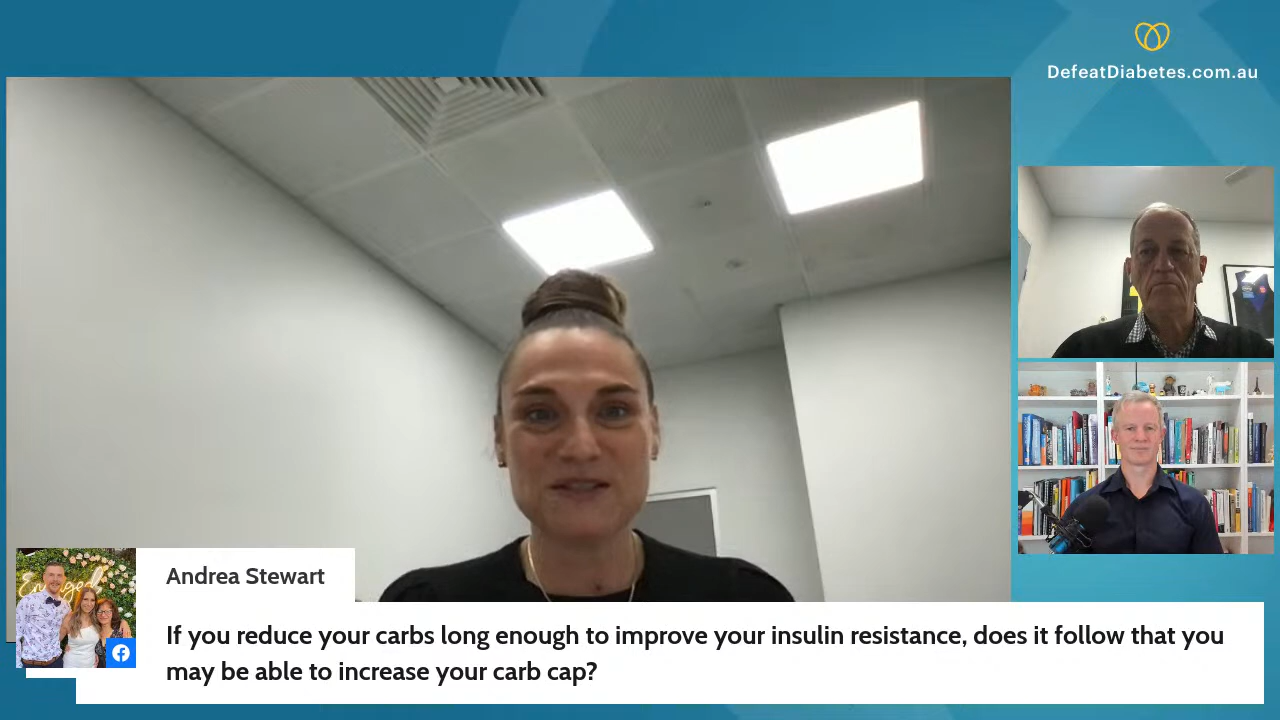 DefeatDiabetes.com.au
Engaged
Andrea Stewart
If you reduce your carbs long enough to improve your insulin resistance, does it follow that you
may be able to increase your carb cap?